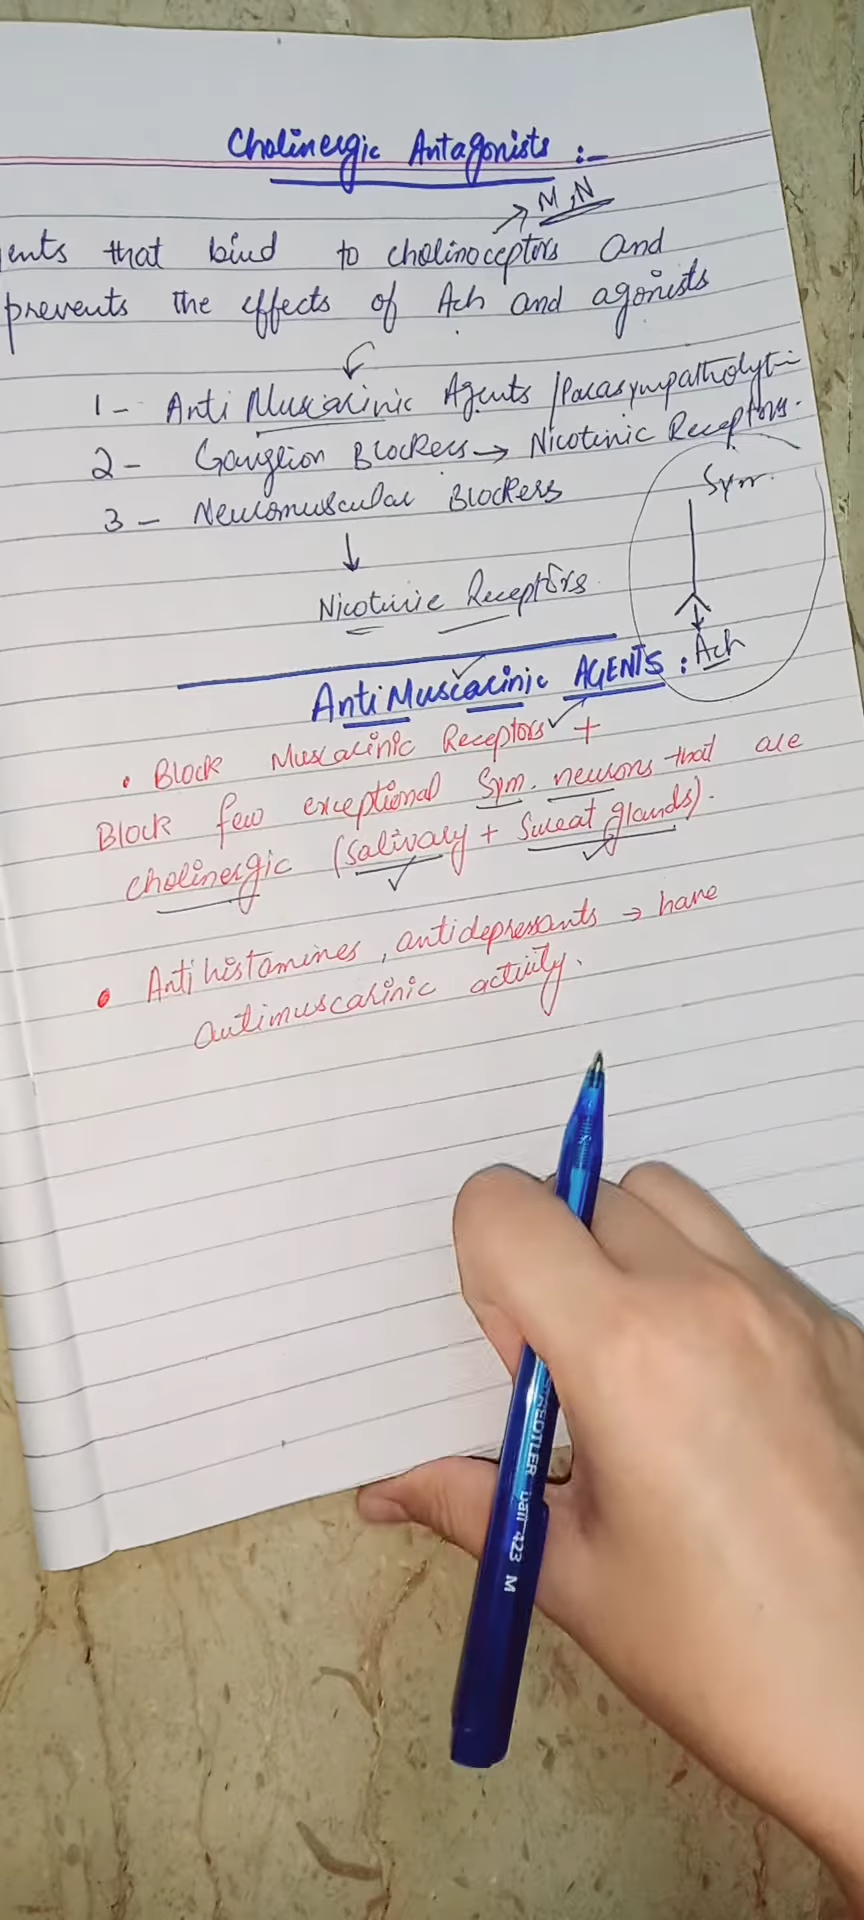 Cholinergic Antagonists :-
M, N
ents that bind to cholinoceptors and
prevents the effects of Ach and agonists
1- Anti Muscarinic Agents /Parasympatholyti
2- Ganglion Blockers → Nicotinic Receptors.
3- Neuromuscular Blockers
Sym.
↓
Nicotinic Receptors.
Ach
AntiMuscarinic AGENTS :
• Block Muscarinic Receptors +
Block few exceptional Sym. neurons that are
cholinergic (Salivary + Sweat glands).
• Antihistamines, antidepressants → have
antimuscarinic activity.
STAEDTLER ball 423 M